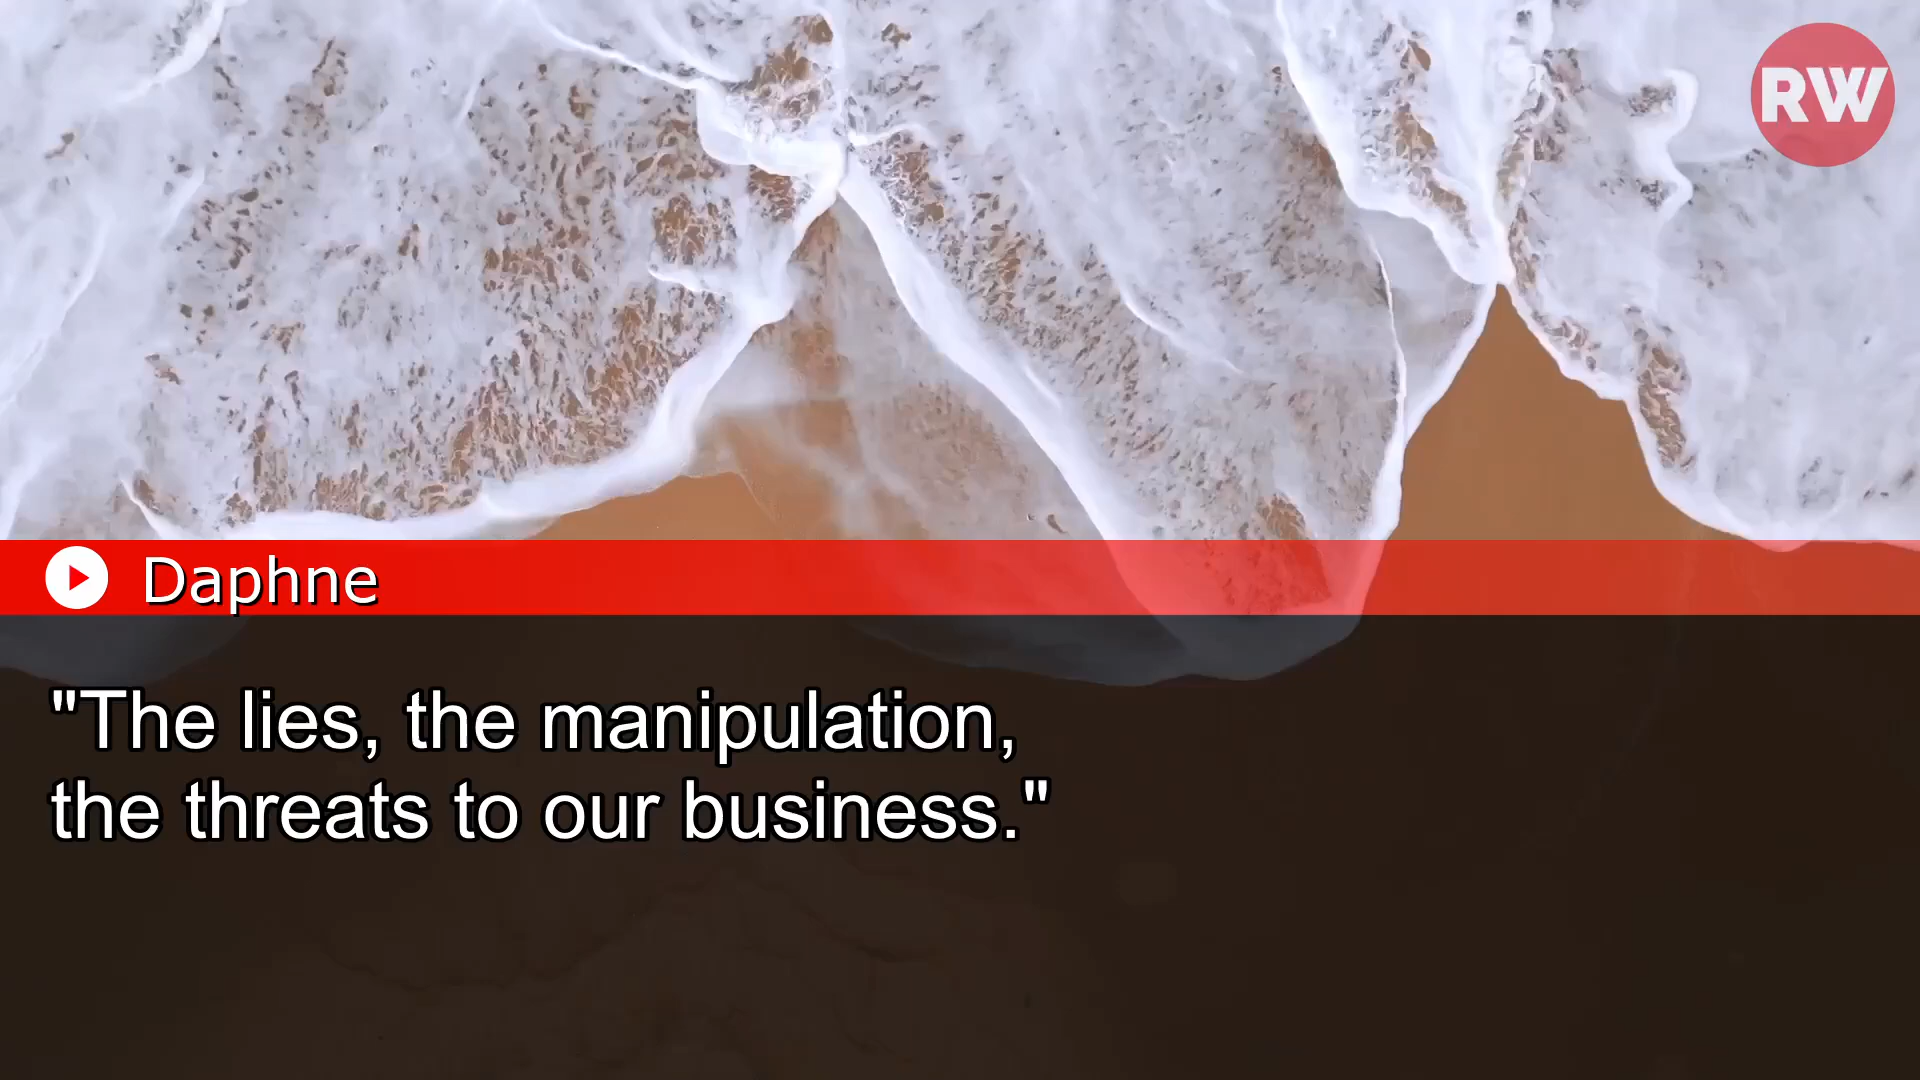 RW
Daphne
"The lies, the manipulation,
the threats to our business."